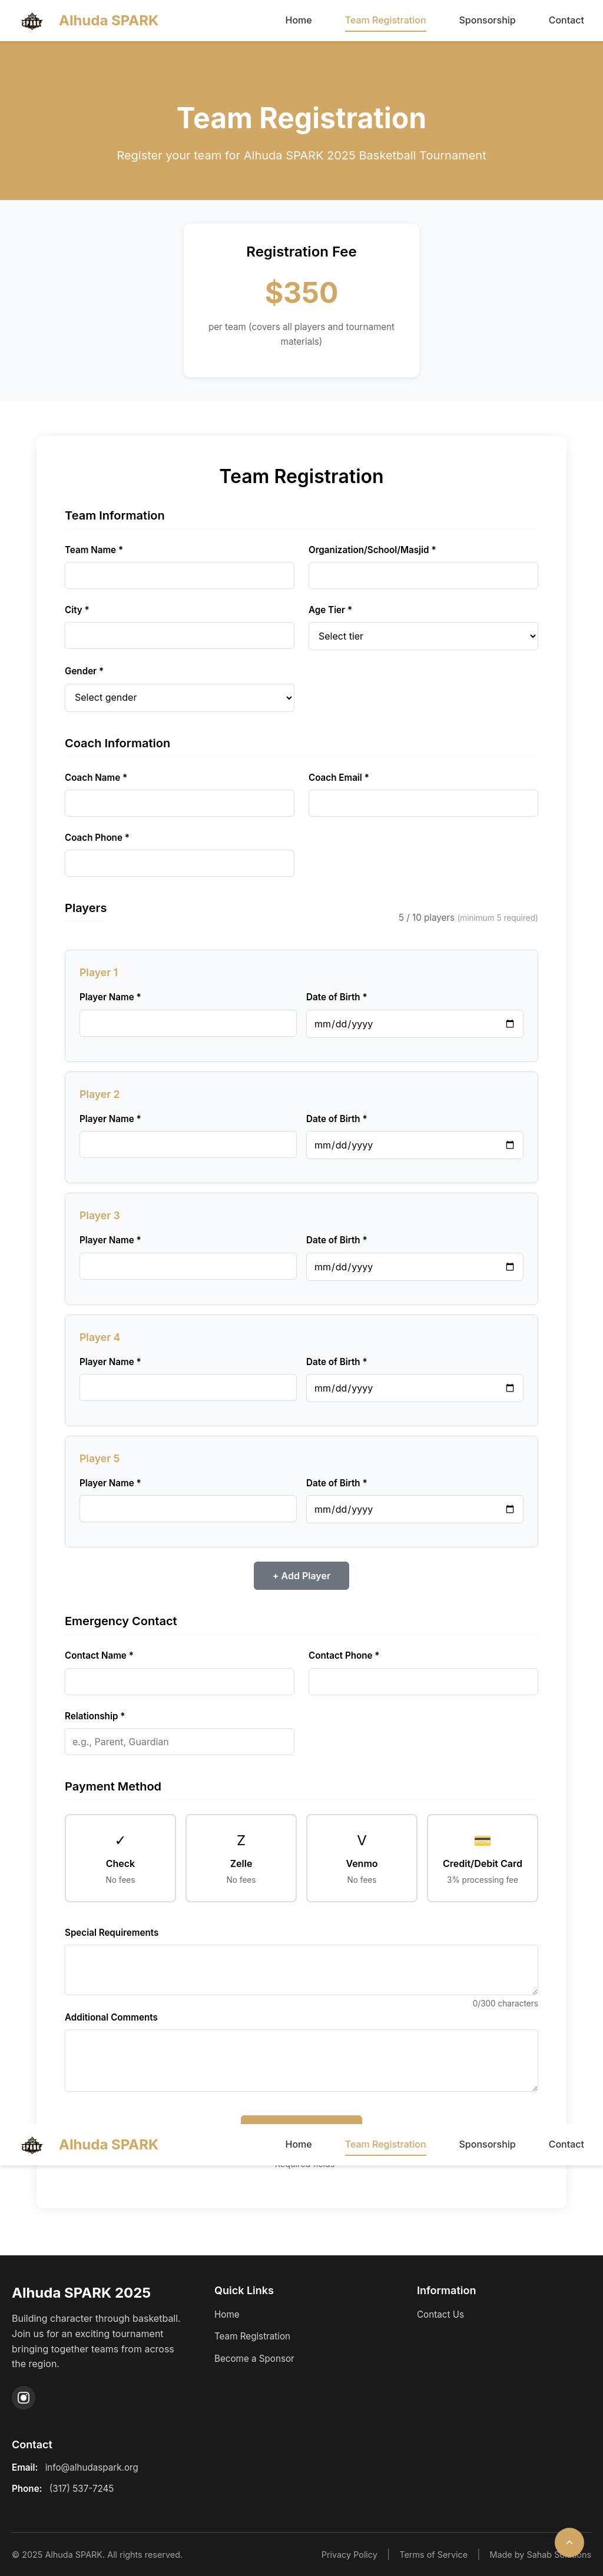 Alhuda SPARK
Home Team Registration Sponsorship Contact
Team Registration
Register your team for Alhuda SPARK 2025 Basketball Tournament
Registration Fee
$350
per team (covers all players and tournament
materials)
Team Registration
Team Information
Team Name * Organization/School/Masjid *
City * Age Tier *
Select tier
Gender *
Select gender
Coach Information
Coach Name * Coach Email *
Coach Phone *
Players
5 / 10 players (minimum 5 required)
Player 1
Player Name * Date of Birth *
mm/dd/yyyy
Player 2
Player Name * Date of Birth *
mm/dd/yyyy
Player 3
Player Name * Date of Birth *
mm/dd/yyyy
Player 4
Player Name * Date of Birth *
mm/dd/yyyy
Player 5
Player Name * Date of Birth *
mm/dd/yyyy
+ Add Player
Emergency Contact
Contact Name * Contact Phone *
Relationship *
e.g., Parent, Guardian
Payment Method
✓ Z V 💳
Check Zelle Venmo Credit/Debit Card
No fees No fees No fees 3% processing fee
Special Requirements
0/300 characters
Additional Comments
Alhuda SPARK
Home Team Registration Sponsorship Contact
Alhuda SPARK 2025
Building character through basketball.
Join us for an exciting tournament
bringing together teams from across
the region.
Quick Links
Home
Team Registration
Become a Sponsor
Information
Contact Us
Contact
Email: info@alhudaspark.org
Phone: (317) 537-7245
© 2025 Alhuda SPARK. All rights reserved.
Privacy Policy | Terms of Service | Made by Sahab